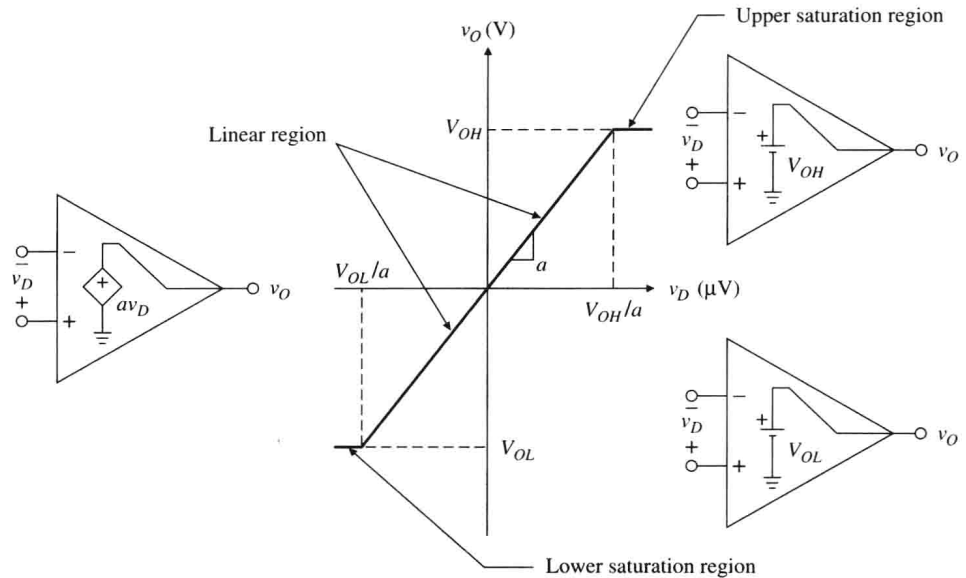 Upper saturation region
v_O (V)
Linear region
V_OH
− v_D +
− +
+ V_OH
v_O
− v_D +
− +
+ av_D
v_O
V_OL/a
a
v_D (μV)
V_OH/a
− v_D +
− +
+ V_OL
v_O
V_OL
Lower saturation region